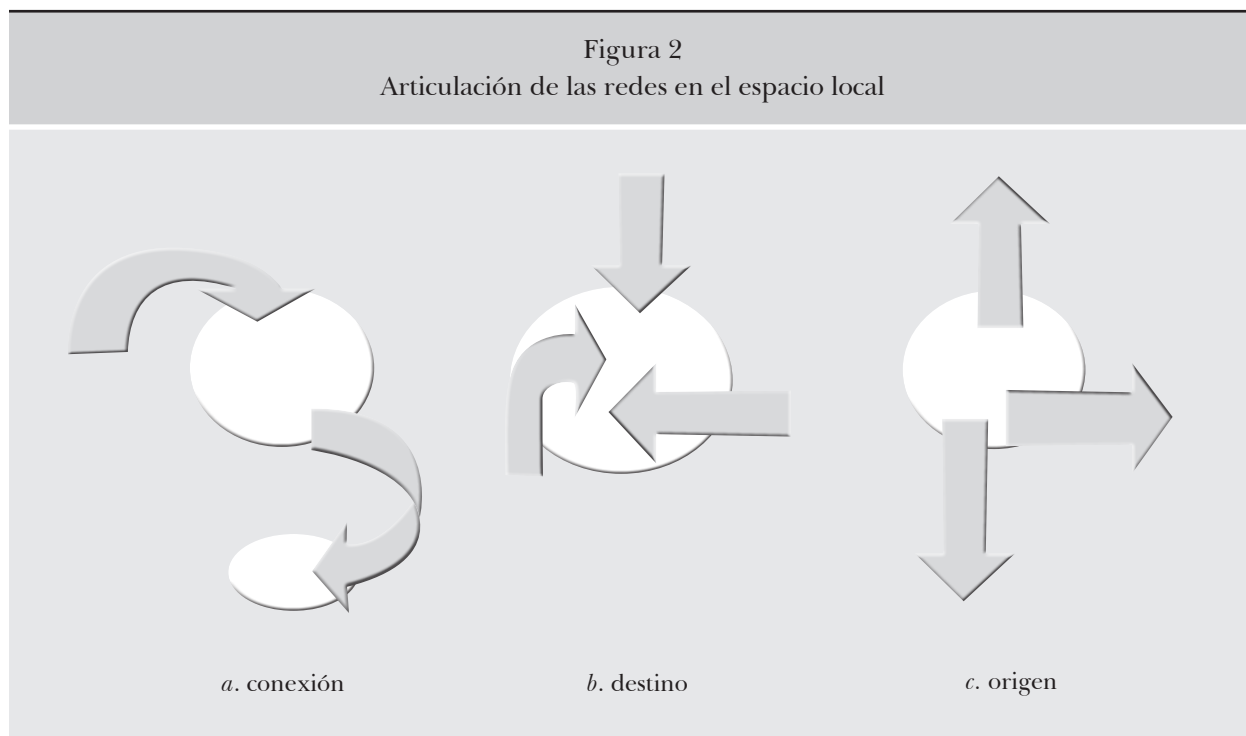 Figura 2
Articulación de las redes en el espacio local
a. conexión
b. destino
c. origen